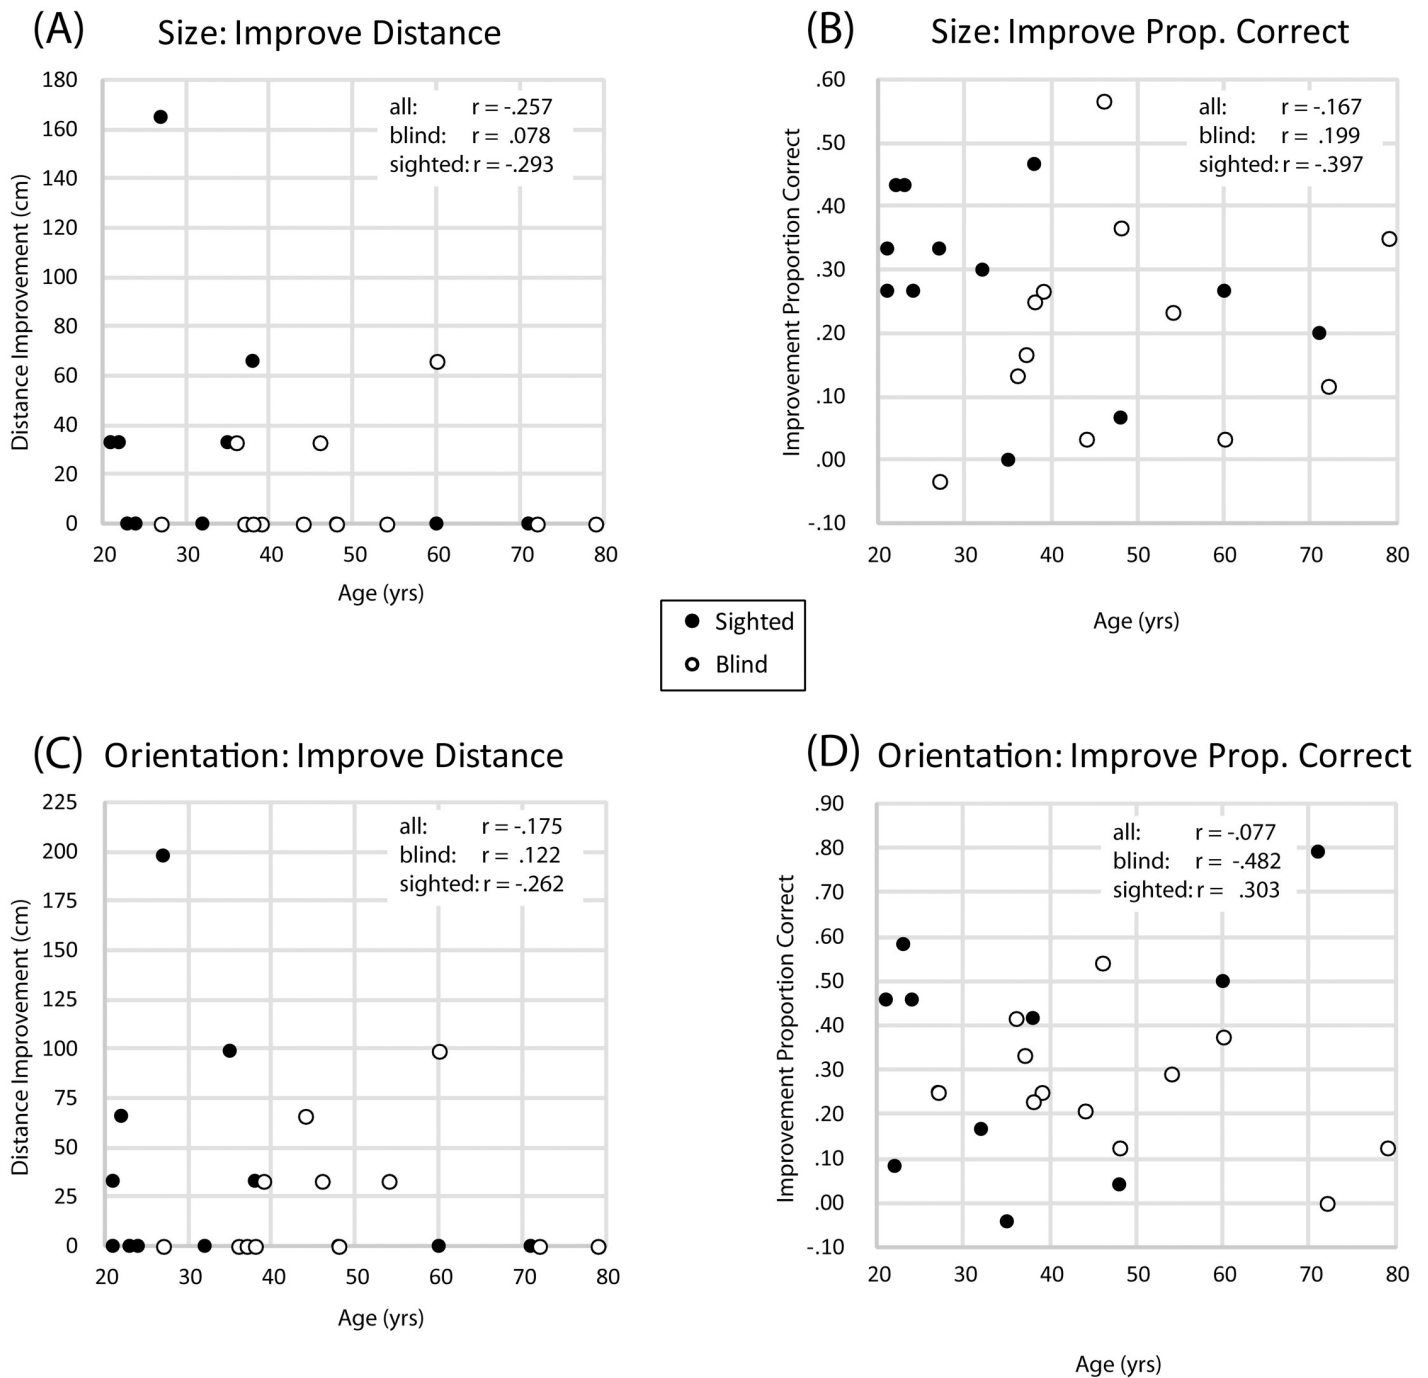 (A) Size: Improve Distance
180
160
140
120
100
80
60
40
20
0
Distance Improvement (cm)
all: r = -.257
blind: r = .078
sighted: r = -.293
20 30 40 50 60 70 80
Age (yrs)
(B) Size: Improve Prop. Correct
.60
.50
.40
.30
.20
.10
.00
-.10
Improvement Proportion Correct
all: r = -.167
blind: r = .199
sighted: r = -.397
20 30 40 50 60 70 80
Age (yrs)
Sighted
Blind
(C) Orientation: Improve Distance
225
200
175
150
125
100
75
50
25
0
Distance Improvement (cm)
all: r = -.175
blind: r = .122
sighted: r = -.262
20 30 40 50 60 70 80
Age (yrs)
(D) Orientation: Improve Prop. Correct
.90
.80
.70
.60
.50
.40
.30
.20
.10
.00
-.10
Improvement Proportion Correct
all: r = -.077
blind: r = -.482
sighted: r = .303
20 30 40 50 60 70 80
Age (yrs)